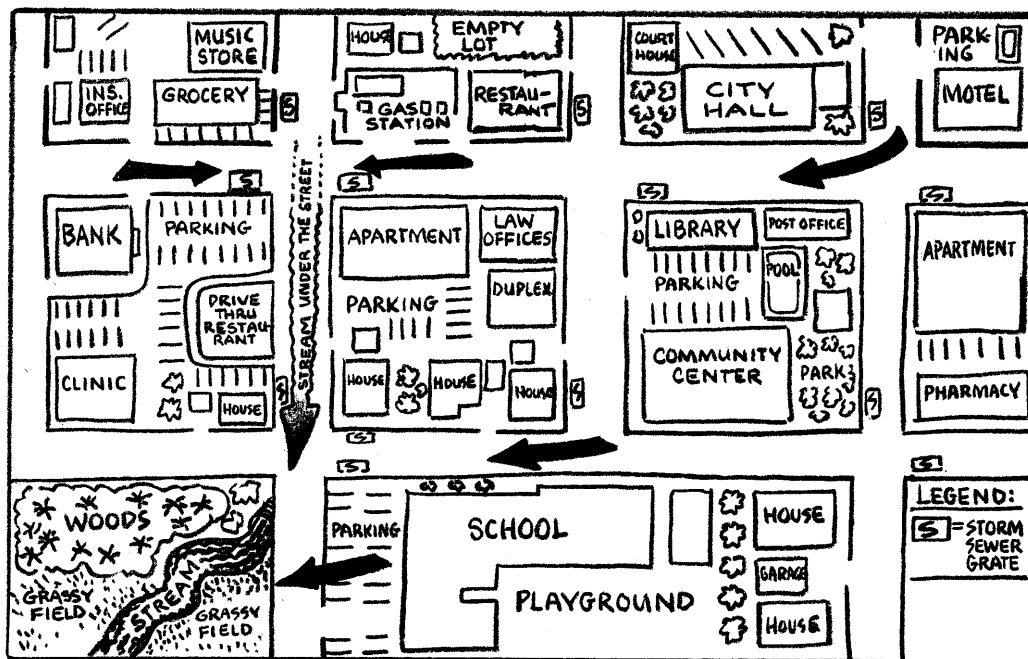 MUSIC
STORE
HOUSE
EMPTY
LOT
COURT
HOUSE
PARK-
ING
INS.
OFFICE
GROCERY
S
GAS
STATION
RESTAU-
RANT
S
CITY
HALL
S
MOTEL
S
S
S
S
BANK
PARKING
STREAM UNDER THE STREET
APARTMENT
LAW
OFFICES
LIBRARY
POST OFFICE
APARTMENT
DRIVE
THRU
RESTAU-
RANT
PARKING
DUPLEX
PARKING
POOL
CLINIC
HOUSE
S
HOUSE
HOUSE
HOUSE
S
COMMUNITY
CENTER
PARK
S
PHARMACY
S
S
S
WOODS
STREAM
GRASSY
FIELD
GRASSY
FIELD
PARKING
SCHOOL
PLAYGROUND
HOUSE
GARAGE
HOUSE
LEGEND:
S = STORM
SEWER
GRATE